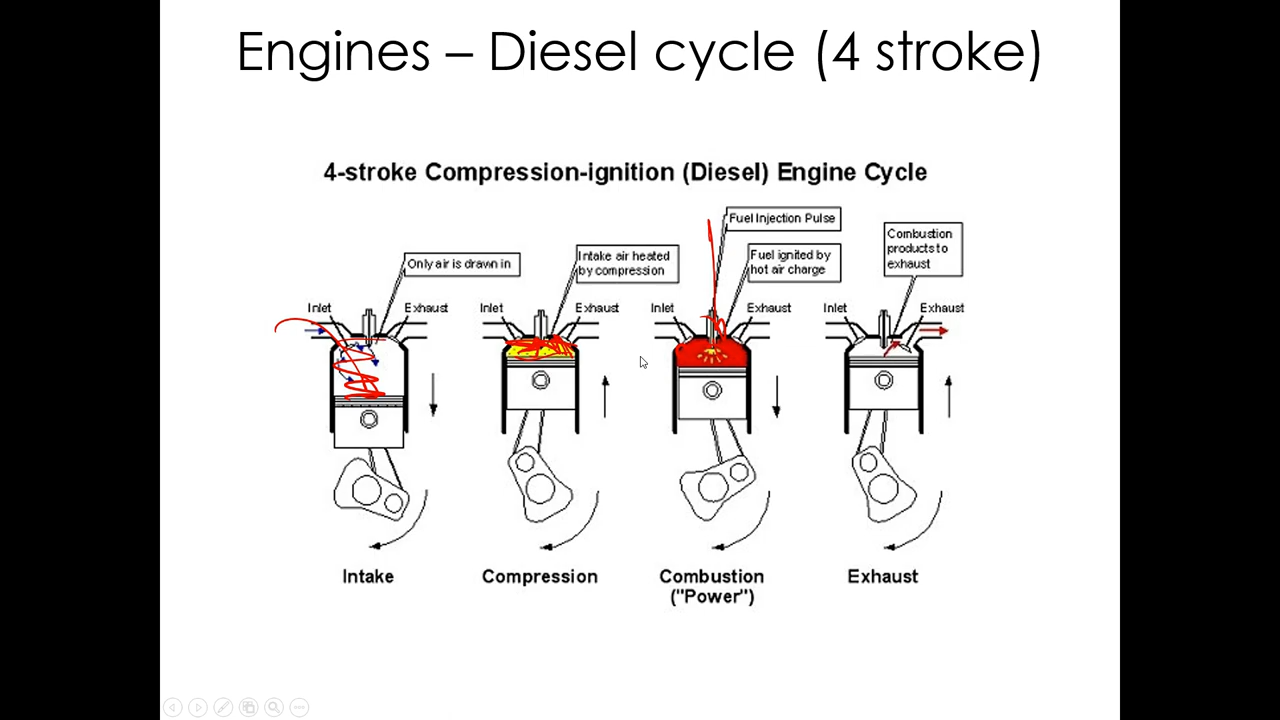 Engines – Diesel cycle (4 stroke)
4-stroke Compression-ignition (Diesel) Engine Cycle
Only air is drawn in
Intake air heated
by compression
Fuel Injection Pulse
Fuel ignited by
hot air charge
Combustion
products to
exhaust
Inlet
Exhaust
Inlet
Exhaust
Inlet
Exhaust
Inlet
Exhaust
Intake
Compression
Combustion
("Power")
Exhaust